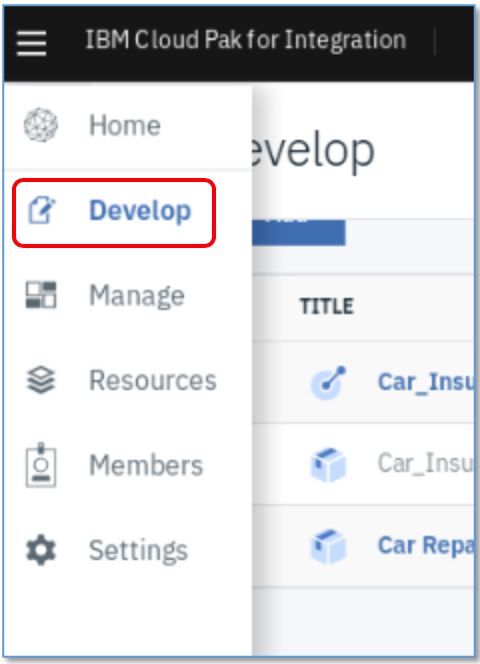 IBM Cloud Pak for Integration
Home
Develop
Manage
Resources
Members
Settings
evelop
TITLE
Car_Insu
Car_Insu
Car Repa